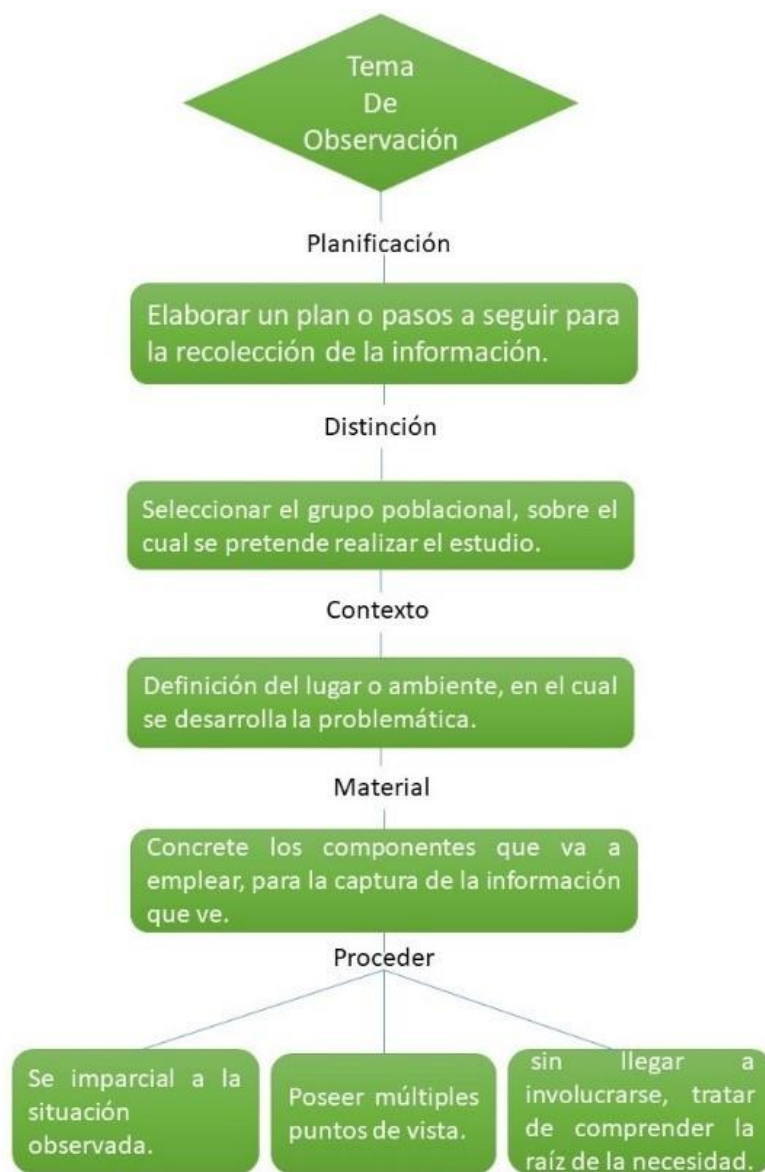 Tema
De
Observación
Planificación
Elaborar un plan o pasos a seguir para
la recolección de la información.
Distinción
Seleccionar el grupo poblacional, sobre el
cual se pretende realizar el estudio.
Contexto
Definición del lugar o ambiente, en el cual
se desarrolla la problemática.
Material
Concrete los componentes que va a
emplear, para la captura de la información
que ve.
Proceder
Se imparcial a la
situación
observada.
Poseer múltiples
puntos de vista.
sin llegar a
involucrarse, tratar
de comprender la
raíz de la necesidad.